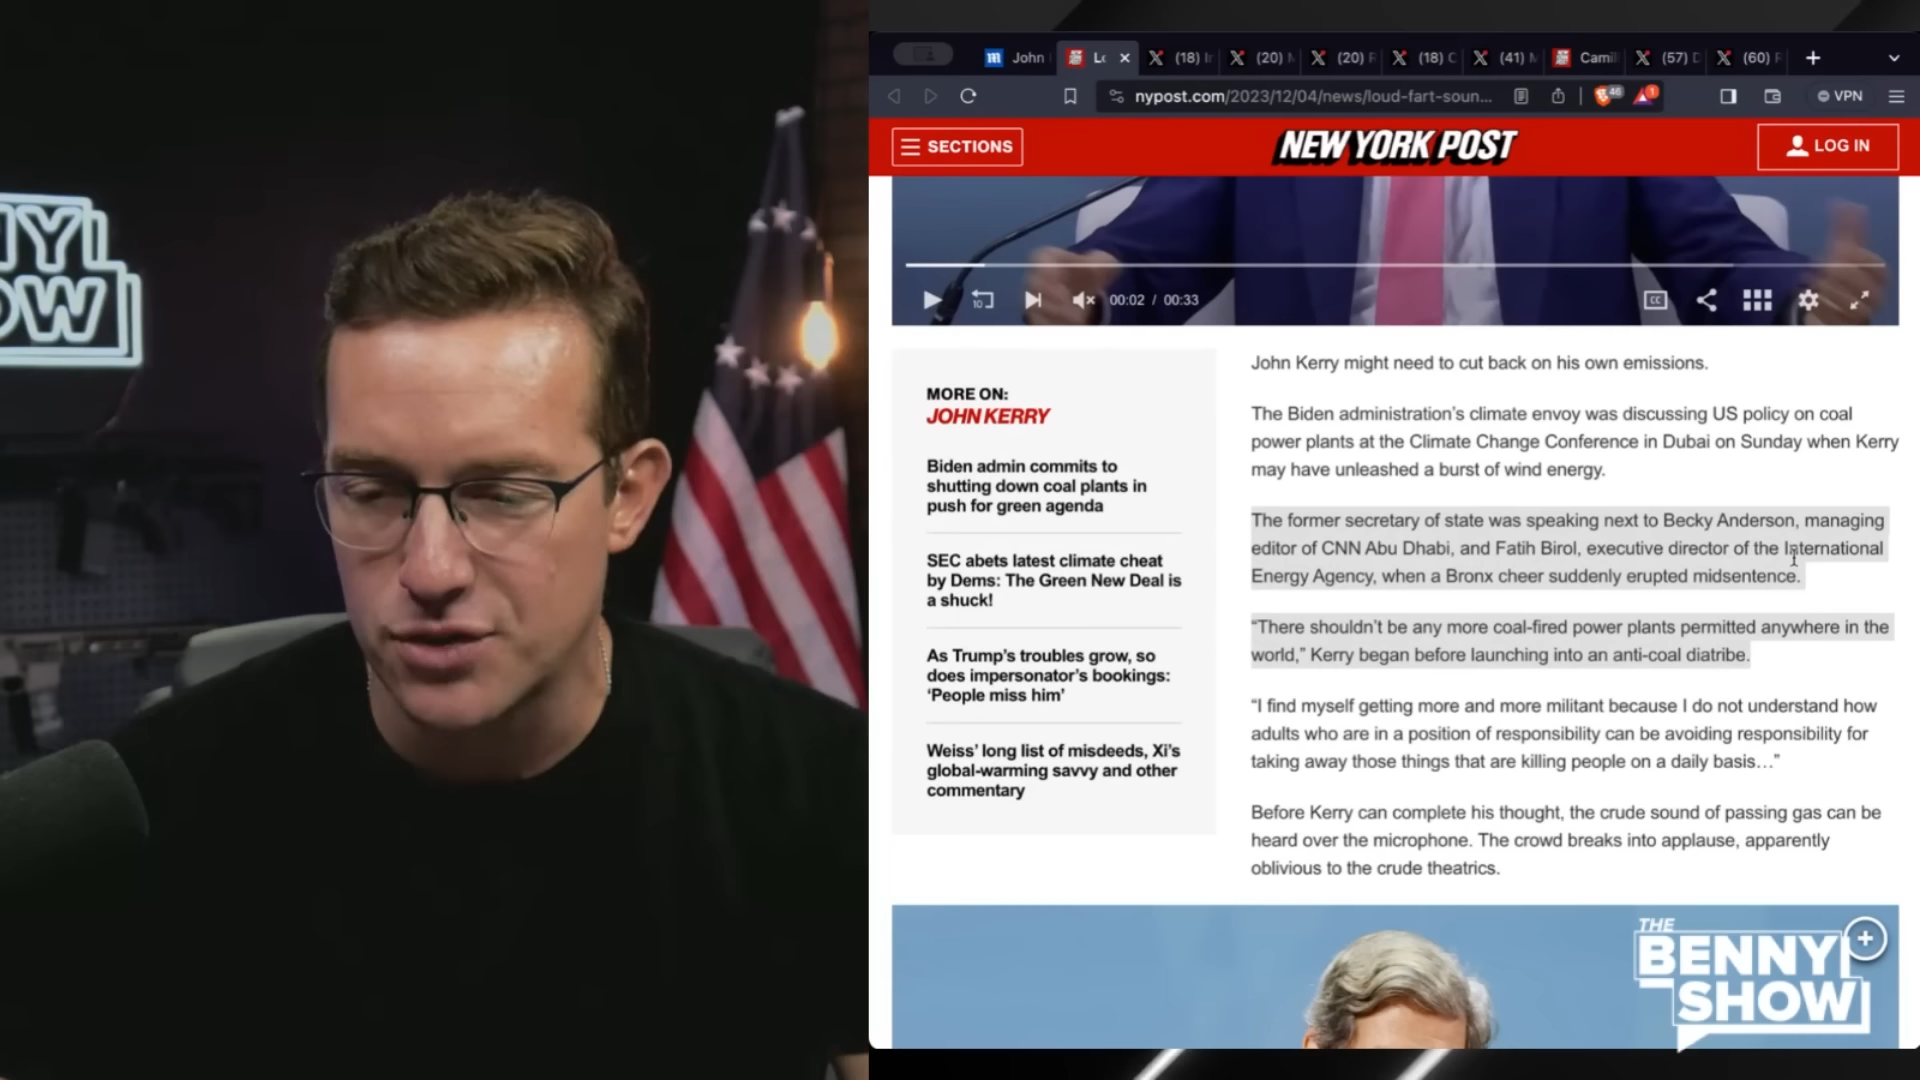 NY
OW
John
Lo
(18) In
(20) M
(20) F
(18) C
(41) M
Camil
(57) D
(60) F
nypost.com/2023/12/04/news/loud-fart-soun...
46
1
VPN
SECTIONS
NEW YORK POST
LOG IN
10
00:02 / 00:33
CC
MORE ON:
JOHN KERRY
Biden admin commits to
shutting down coal plants in
push for green agenda
SEC abets latest climate cheat
by Dems: The Green New Deal is
a shuck!
As Trump’s troubles grow, so
does impersonator’s bookings:
‘People miss him’
Weiss’ long list of misdeeds, Xi’s
global-warming savvy and other
commentary
John Kerry might need to cut back on his own emissions.
The Biden administration’s climate envoy was discussing US policy on coal
power plants at the Climate Change Conference in Dubai on Sunday when Kerry
may have unleashed a burst of wind energy.
The former secretary of state was speaking next to Becky Anderson, managing
editor of CNN Abu Dhabi, and Fatih Birol, executive director of the International
Energy Agency, when a Bronx cheer suddenly erupted midsentence.
“There shouldn’t be any more coal-fired power plants permitted anywhere in the
world,” Kerry began before launching into an anti-coal diatribe.
“I find myself getting more and more militant because I do not understand how
adults who are in a position of responsibility can be avoiding responsibility for
taking away those things that are killing people on a daily basis…”
Before Kerry can complete his thought, the crude sound of passing gas can be
heard over the microphone. The crowd breaks into applause, apparently
oblivious to the crude theatrics.
THE
BENNY
SHOW